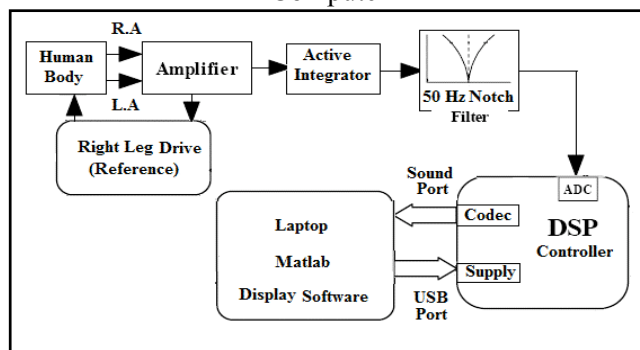 Computer
R.A
Human
Body
L.A
Amplifier
Active
Integrator
50 Hz Notch
Filter
Right Leg Drive
(Reference)
Laptop
Matlab
Display Software
Sound
Port
USB
Port
ADC
Codec
DSP
Controller
Supply